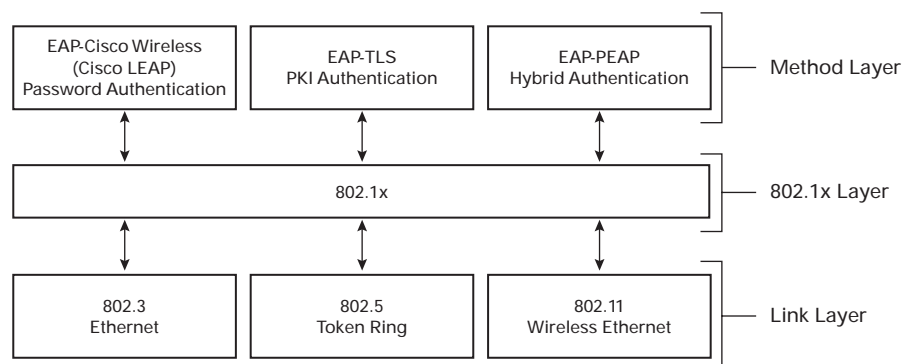 EAP-Cisco Wireless
(Cisco LEAP)
Password Authentication
EAP-TLS
PKI Authentication
EAP-PEAP
Hybrid Authentication
Method Layer
802.1x
802.1x Layer
802.3
Ethernet
802.5
Token Ring
802.11
Wireless Ethernet
Link Layer